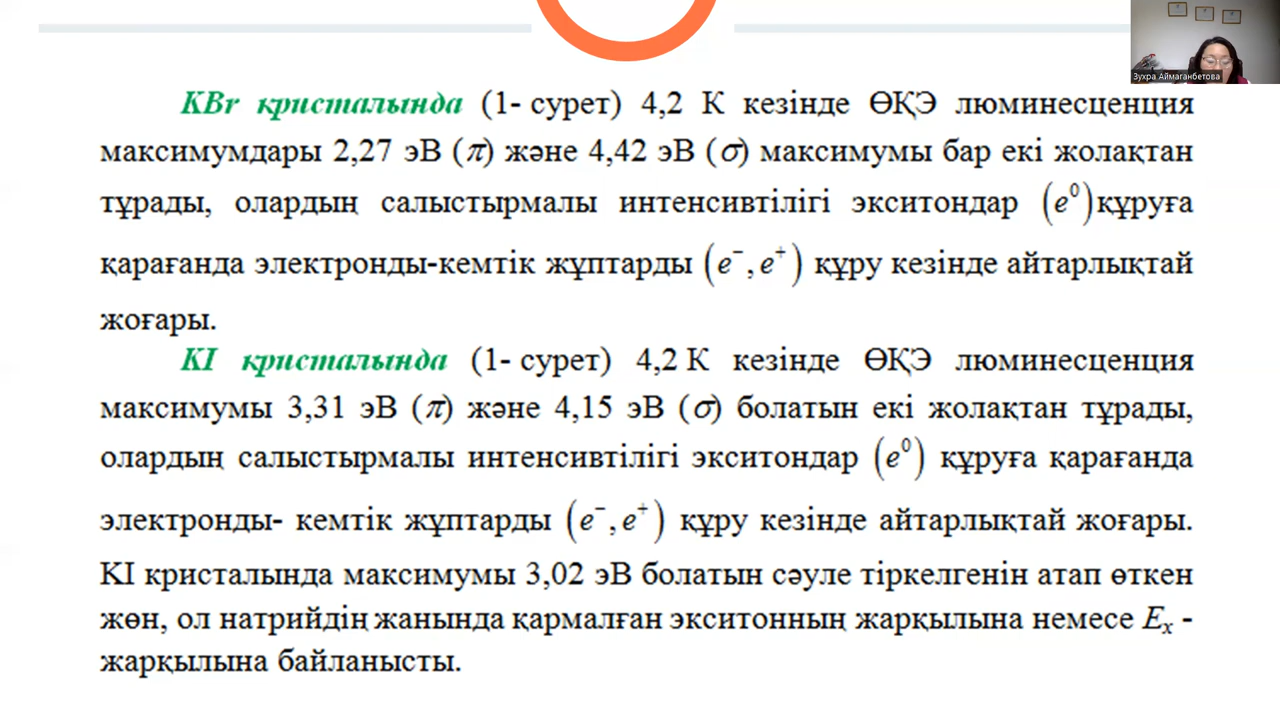 Зухра Аймаганбетова
KBr кристалында (1- сурет) 4,2 К кезінде ӨҚЭ люминесценция
максимумдары 2,27 эВ (π) және 4,42 эВ (σ) максимумы бар екі жолақтан
тұрады, олардың салыстырмалы интенсивтілігі экситондар (e⁰) құруға
қарағанда электронды-кемтік жұптарды (e⁻, e⁺) құру кезінде айтарлықтай
жоғары.
KI кристалында (1- сурет) 4,2 К кезінде ӨҚЭ люминесценция
максимумы 3,31 эВ (π) және 4,15 эВ (σ) болатын екі жолақтан тұрады,
олардың салыстырмалы интенсивтілігі экситондар (e⁰) құруға қарағанда
электронды- кемтік жұптарды (e⁻, e⁺) құру кезінде айтарлықтай жоғары.
KI кристалында максимумы 3,02 эВ болатын сәуле тіркелгенін атап өткен
жөн, ол натрийдің жанында қармалған экситонның жарқылына немесе Eₓ -
жарқылына байланысты.